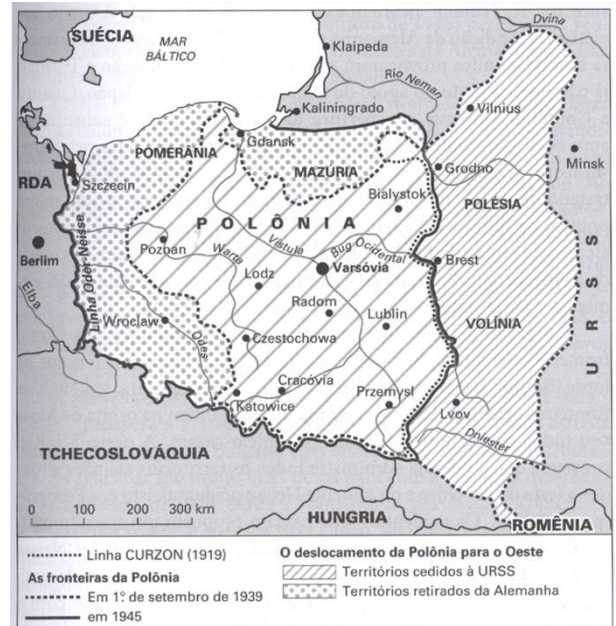 SUÉCIA
MAR
BÁLTICO
Klaipeda
Dvina
Rio Neman
Kaliningrado
Vilnius
Gdansk
POMERÂNIA
MAZÚRIA
Grodno
Minsk
RDA
Szczecin
Bialystok
POLÉSIA
POLÔNIA
Berlim
Linha Oder-Neisse
Poznan
Warta
Vístula
Bug Ocidental
Brest
Varsóvia
Lodz
URSS
Elba
Radom
Lublin
VOLÍNIA
Wroclaw
Odes
Czestochowa
Cracóvia
Przemysl
Katowice
Lvov
Dniester
TCHECOSLOVÁQUIA
0 100 200 300 km
HUNGRIA
ROMÊNIA
Linha CURZON (1919)
As fronteiras da Polônia
Em 1º. de setembro de 1939
em 1945
O deslocamento da Polônia para o Oeste
Territórios cedidos à URSS
Territórios retirados da Alemanha